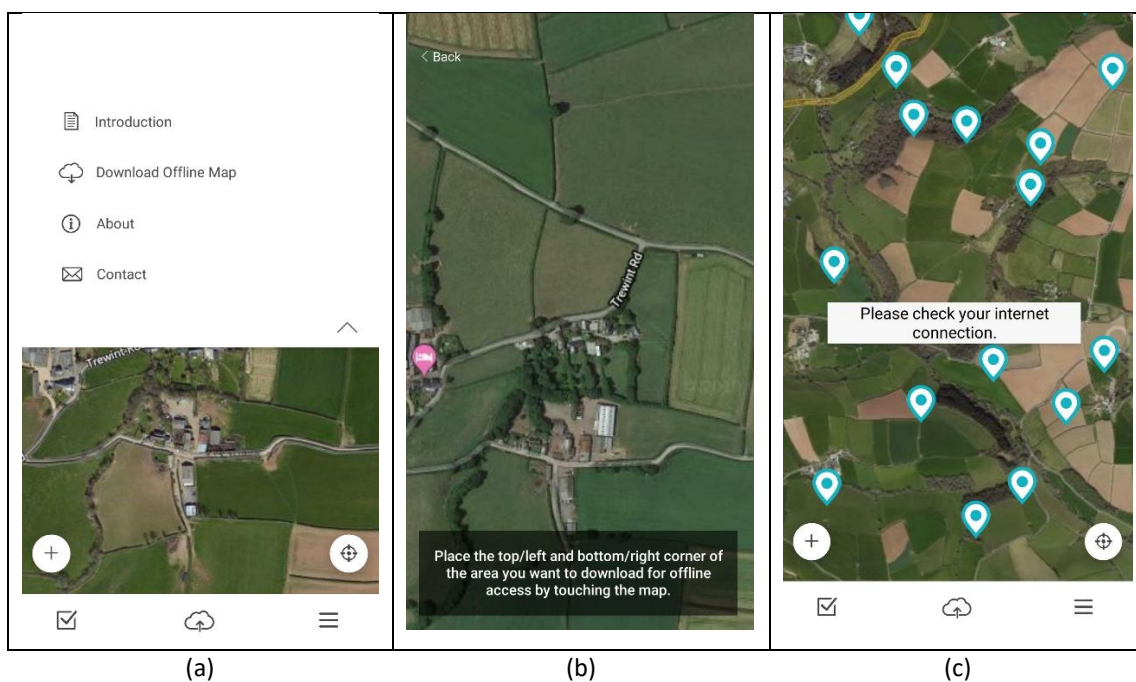 Introduction
Download Offline Map
About
Contact
Trewint Rd
Back
Trewint Rd
Place the top/left and bottom/right corner of
the area you want to download for offline
access by touching the map.
Please check your internet
connection.
(a)
(b)
(c)